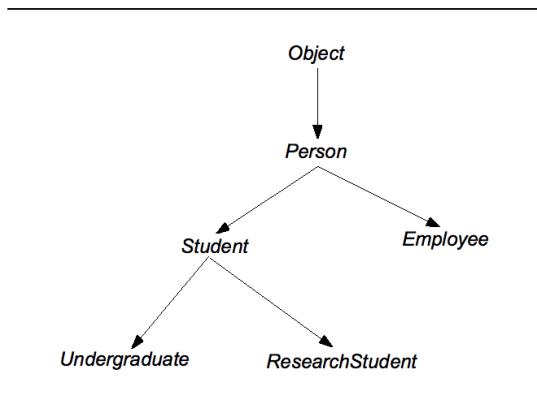 Object
Person
Student
Employee
Undergraduate
ResearchStudent